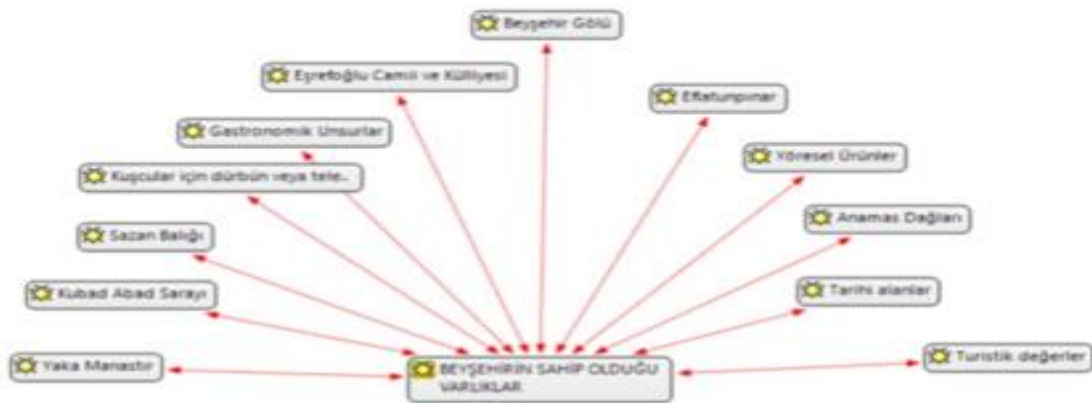 Beyşehir Gölü
Eşrefoğlu Camii ve Külliyesi
Eflatunpınar
Gastronomik Unsurlar
Yöresel Ürünler
Kuşcular için dürbün veya tele..
Anamas Dağları
Sazan Balığı
Kubad Abad Sarayı
Tarihi alanlar
Yaka Manastır
BEYŞEHİRİN SAHİP OLDUĞU
VARLIKLAR
Turistik değerler